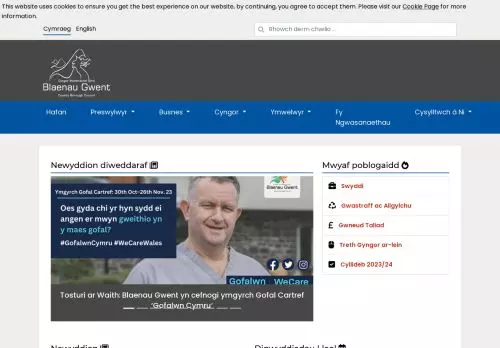 This website uses cookies to ensure you get the best experience on our website, by continuing, you agree to accept them. Please visit our Cookie Page for more
information.
Cymraeg English
Rhowch derm chwilio...
Cyngor Bwrdeistref Sirol
Blaenau Gwent
County Borough Council
Hafan Preswylwyr Busnes Cyngor Ymwelwyr Fy Ngwasanaethau Cysylltwch â Ni
Newyddion diweddaraf
Ymgyrch Gofal Cartref: 30th Oct-26th Nov. 23
Oes gyda chi yr hyn sydd ei
angen er mwyn gweithio yn
y maes gofal?
#GofalwnCymru #WeCareWales
Blaenau Gwent
Gofalwn WeCare
Tosturi ar Waith: Blaenau Gwent yn cefnogi ymgyrch Gofal Cartref
'Gofalwn Cymru'
Mwyaf poblogaidd
Swyddi
Gwastraff ac Ailgylchu
Gwneud Taliad
Treth Gyngor ar-lein
Cyllideb 2023/24